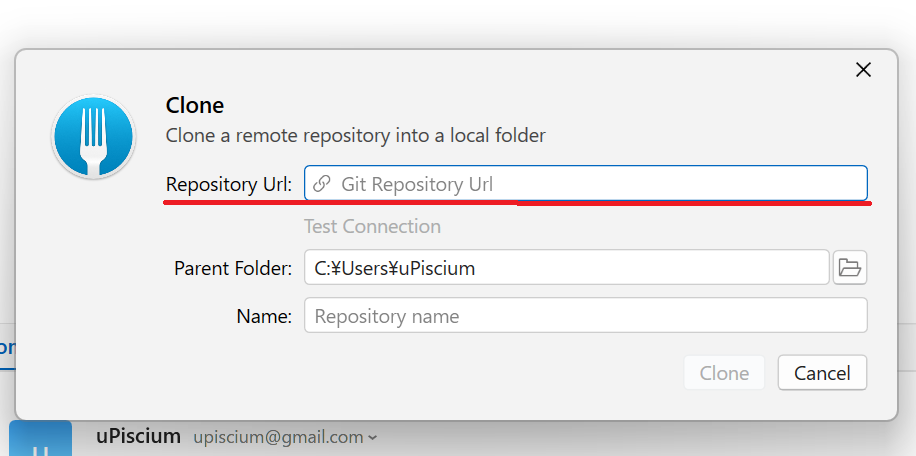 Clone
Clone a remote repository into a local folder
Repository Url: Git Repository Url
Test Connection
Parent Folder: C:¥Users¥uPiscium
Name: Repository name
Clone Cancel
on
uPiscium upiscium@gmail.com
u